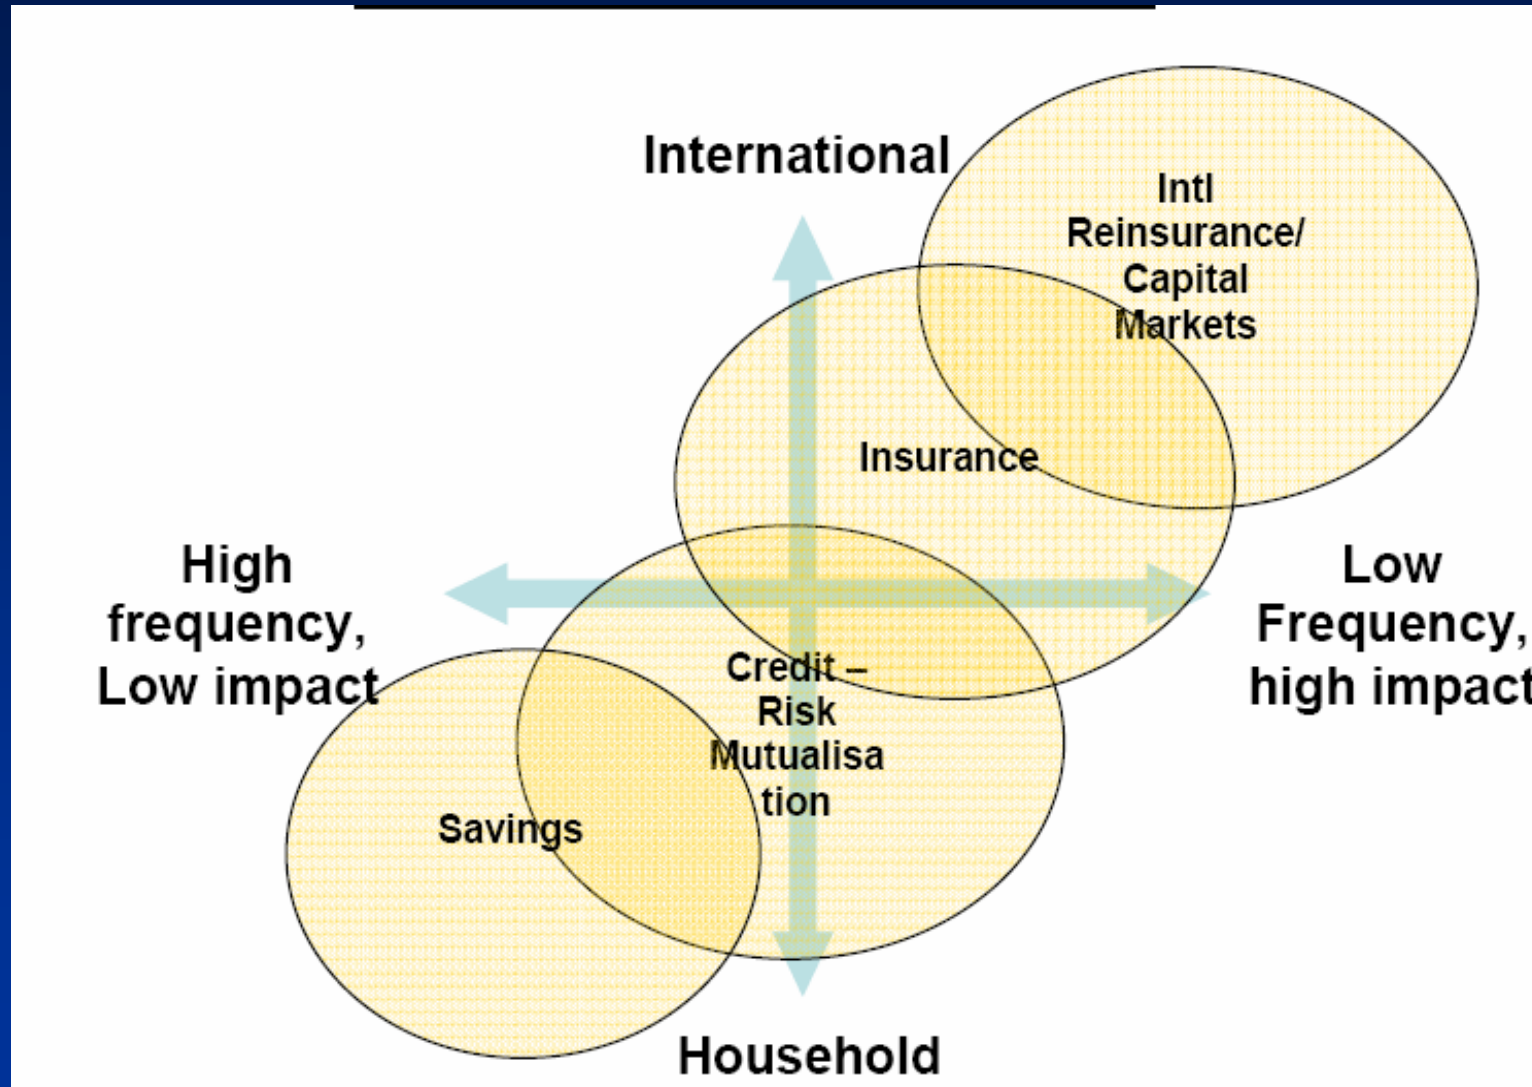 International
Intl
Reinsurance/
Capital
Markets
Insurance
High
frequency,
Low impact
Low
Frequency,
high impact
Credit –
Risk
Mutualisa
tion
Savings
Household